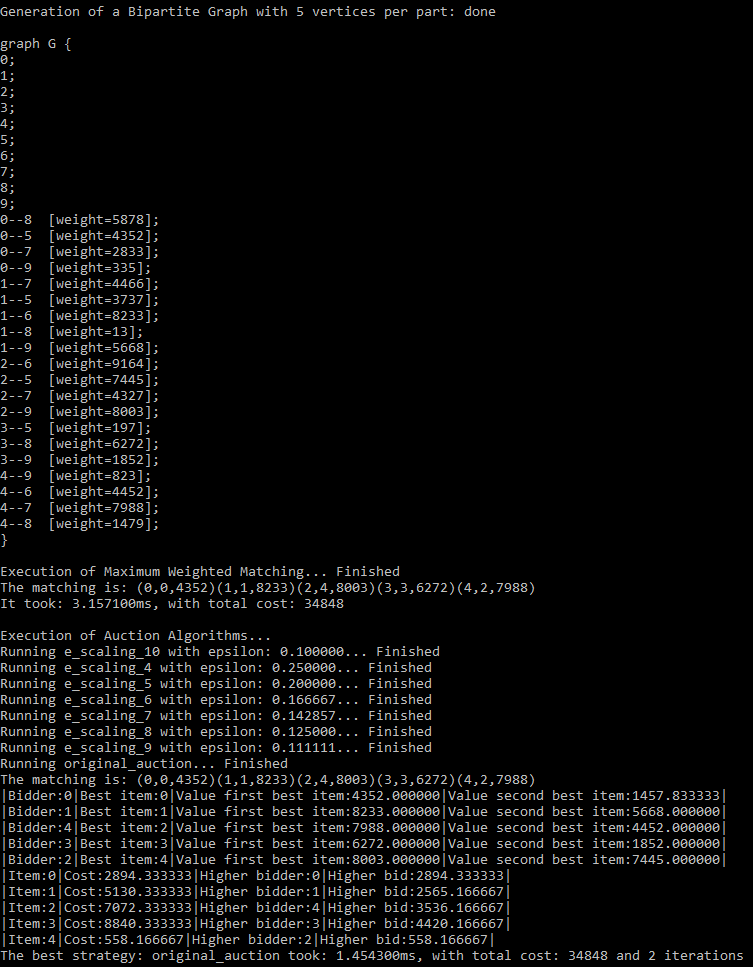 Generation of a Bipartite Graph with 5 vertices per part: done
graph G {
0;
1;
2;
3;
4;
5;
6;
7;
8;
9;
0--8  [weight=5878];
0--5  [weight=4352];
0--7  [weight=2833];
0--9  [weight=335];
1--7  [weight=4466];
1--5  [weight=3737];
1--6  [weight=8233];
1--8  [weight=13];
1--9  [weight=5668];
2--6  [weight=9164];
2--5  [weight=7445];
2--7  [weight=4327];
2--9  [weight=8003];
3--5  [weight=197];
3--8  [weight=6272];
3--9  [weight=1852];
4--9  [weight=823];
4--6  [weight=4452];
4--7  [weight=7988];
4--8  [weight=1479];
}
Execution of Maximum Weighted Matching... Finished
The matching is: (0,0,4352)(1,1,8233)(2,4,8003)(3,3,6272)(4,2,7988)
It took: 3.157100ms, with total cost: 34848
Execution of Auction Algorithms...
Running e_scaling_10 with epsilon: 0.100000... Finished
Running e_scaling_4 with epsilon: 0.250000... Finished
Running e_scaling_5 with epsilon: 0.200000... Finished
Running e_scaling_6 with epsilon: 0.166667... Finished
Running e_scaling_7 with epsilon: 0.142857... Finished
Running e_scaling_8 with epsilon: 0.125000... Finished
Running e_scaling_9 with epsilon: 0.111111... Finished
Running original_auction... Finished
The matching is: (0,0,4352)(1,1,8233)(2,4,8003)(3,3,6272)(4,2,7988)
|Bidder:0|Best item:0|Value first best item:4352.000000|Value second best item:1457.833333|
|Bidder:1|Best item:1|Value first best item:8233.000000|Value second best item:5668.000000|
|Bidder:4|Best item:2|Value first best item:7988.000000|Value second best item:4452.000000|
|Bidder:3|Best item:3|Value first best item:6272.000000|Value second best item:1852.000000|
|Bidder:2|Best item:4|Value first best item:8003.000000|Value second best item:7445.000000|
|Item:0|Cost:2894.333333|Higher bidder:0|Higher bid:2894.333333|
|Item:1|Cost:5130.333333|Higher bidder:1|Higher bid:2565.166667|
|Item:2|Cost:7072.333333|Higher bidder:4|Higher bid:3536.166667|
|Item:3|Cost:8840.333333|Higher bidder:3|Higher bid:4420.166667|
|Item:4|Cost:558.166667|Higher bidder:2|Higher bid:558.166667|
The best strategy: original_auction took: 1.454300ms, with total cost: 34848 and 2 iterations